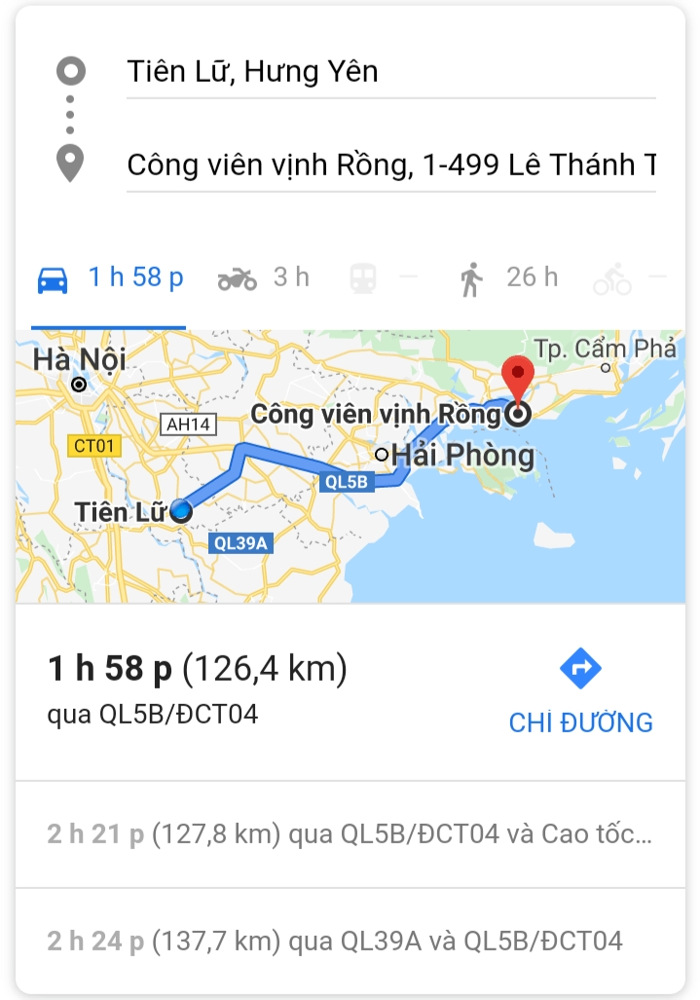 Tiên Lữ, Hưng Yên
Công viên vịnh Rồng, 1-499 Lê Thánh T
1 h 58 p
3 h
—
26 h
—
Hà Nội
Tp. Cẩm Phả
AH14
Công viên vịnh Rồng
CT01
Hải Phòng
QL5B
Tiên Lữ
QL39A
1 h 58 p (126,4 km)
qua QL5B/ĐCT04
CHỈ ĐƯỜNG
2 h 21 p (127,8 km) qua QL5B/ĐCT04 và Cao tốc...
2 h 24 p (137,7 km) qua QL39A và QL5B/ĐCT04